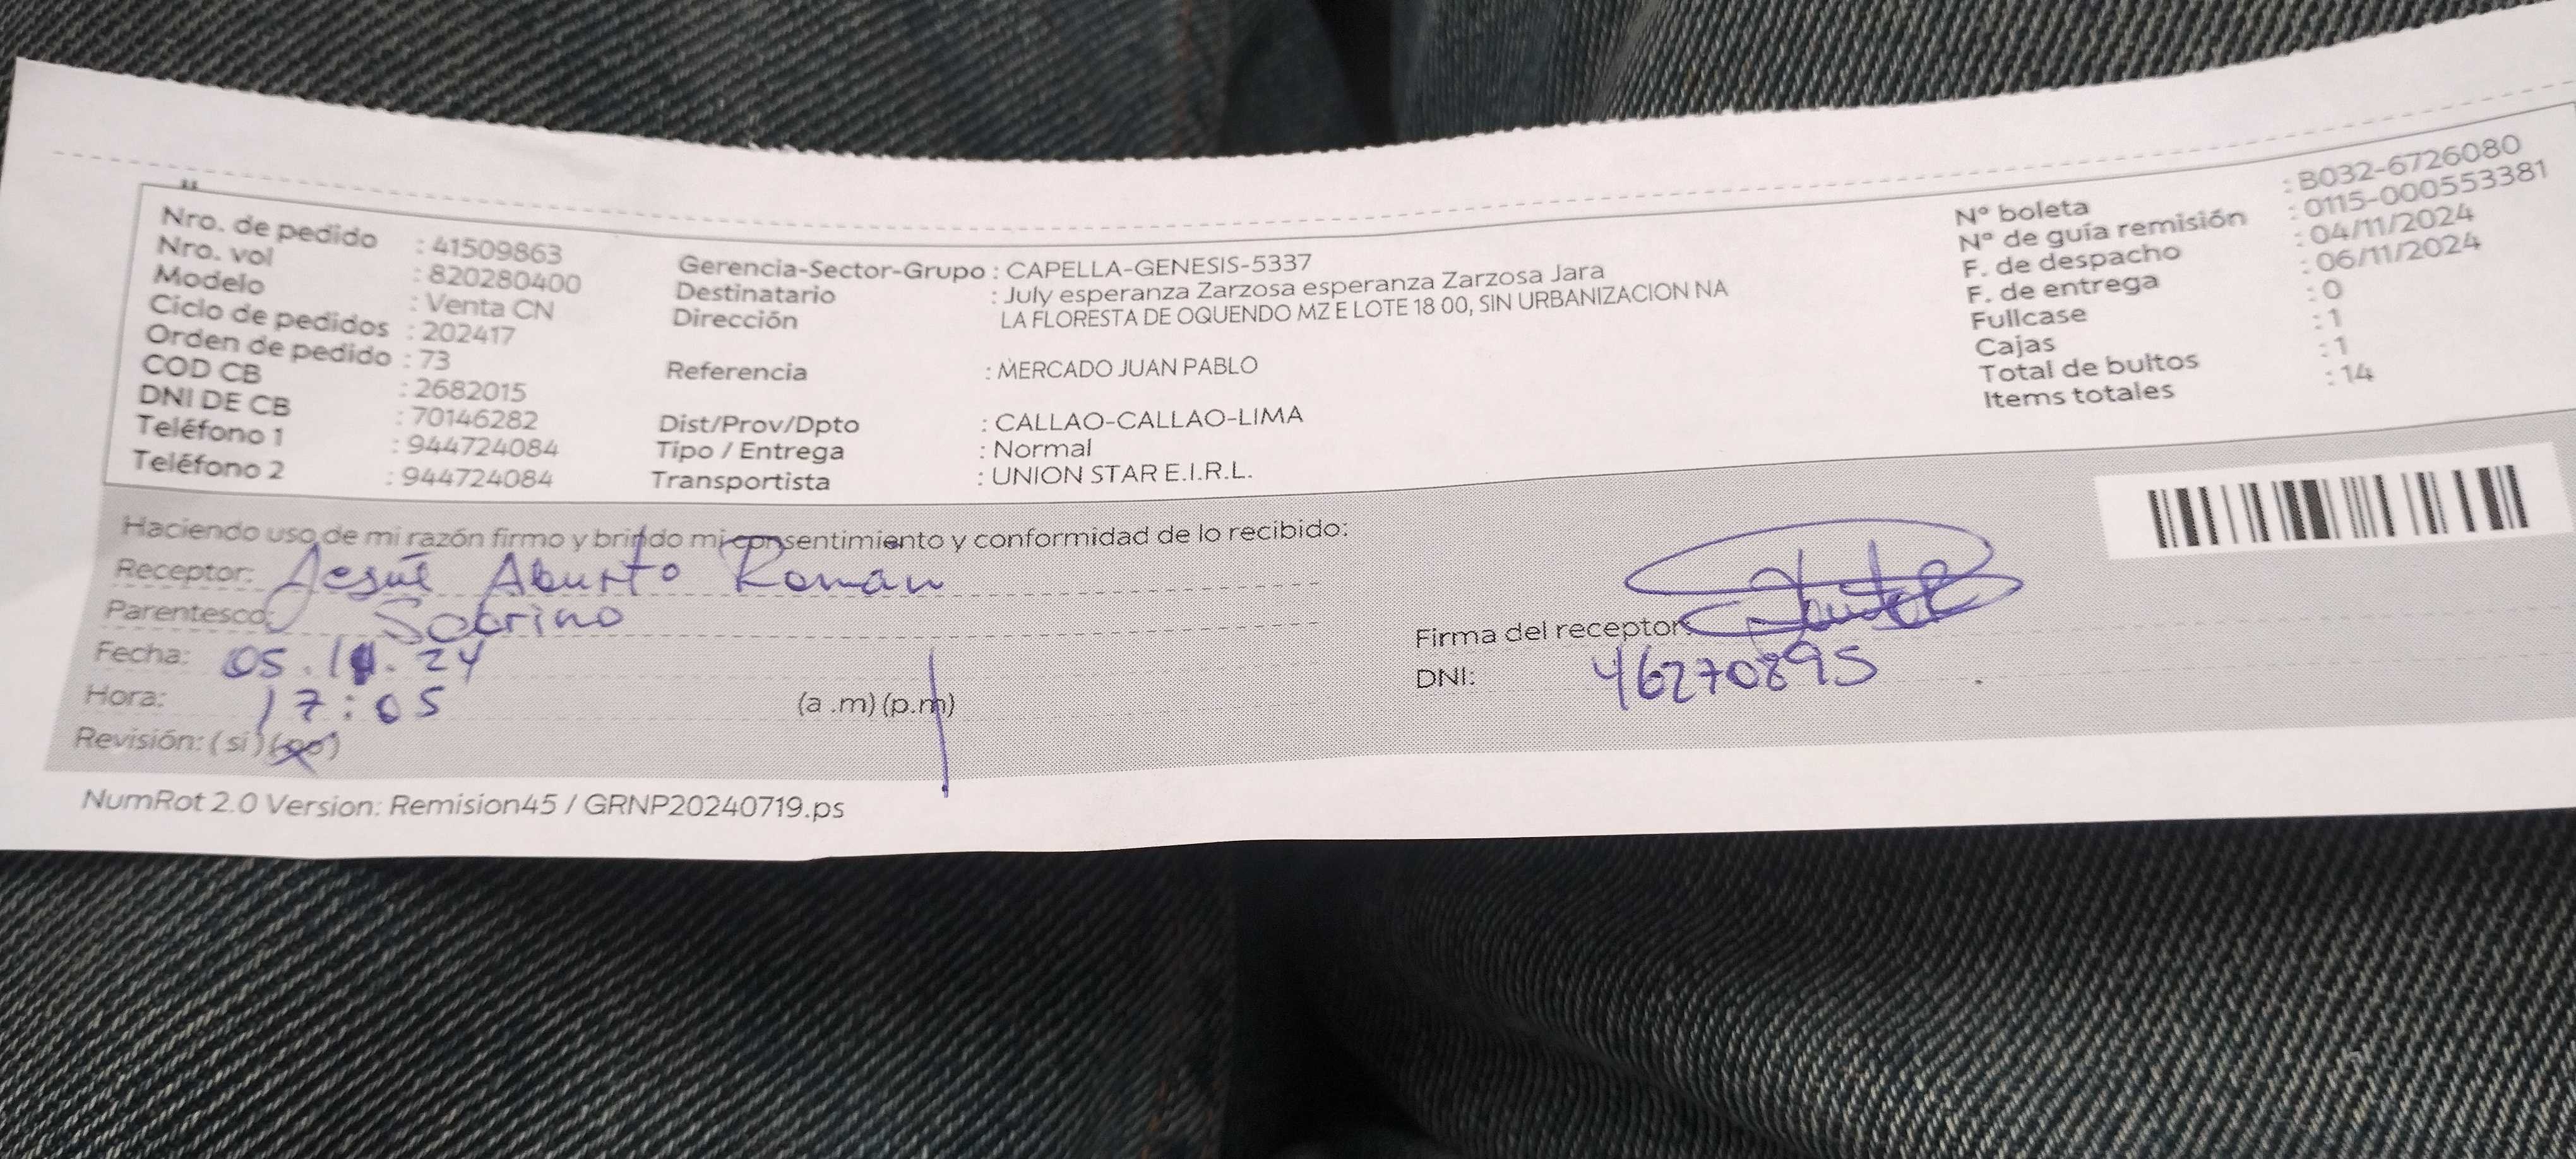 Nro. de pedido : 41509863
Nro. vol : 820280400
Modelo : Venta CN
Ciclo de pedidos : 202417
Orden de pedido : 73
COD CB : 2682015
DNI DE CB : 70146282
Teléfono 1 : 944724084
Teléfono 2 : 944724084
Gerencia-Sector-Grupo : CAPELLA-GENESIS-5337
Destinatario : July esperanza Zarzosa esperanza Zarzosa Jara
Dirección LA FLORESTA DE OQUENDO MZ E LOTE 18 00, SIN URBANIZACION NA
Referencia : MERCADO JUAN PABLO
Dist/Prov/Dpto : CALLAO-CALLAO-LIMA
Tipo / Entrega : Normal
Transportista : UNION STAR E.I.R.L.
N° boleta : B032-6726080
N° de guía remisión : 0115-000553381
F. de despacho : 04/11/2024
F. de entrega : 06/11/2024
Fullcase : 0
Cajas : 1
Total de bultos : 1
Items totales : 14
Haciendo uso de mi razón firmo y brindo mi consentimiento y conformidad de lo recibido:
Receptor: Aburto Roman
Parentesco: Sobrino
Fecha: 05.11.24
Hora: 17:05 (a .m) (p.m)
Revisión: (si) (no)
Firma del receptor:
DNI: 46270895
NumRot 2.0 Version: Remision45 / GRNP20240719.ps